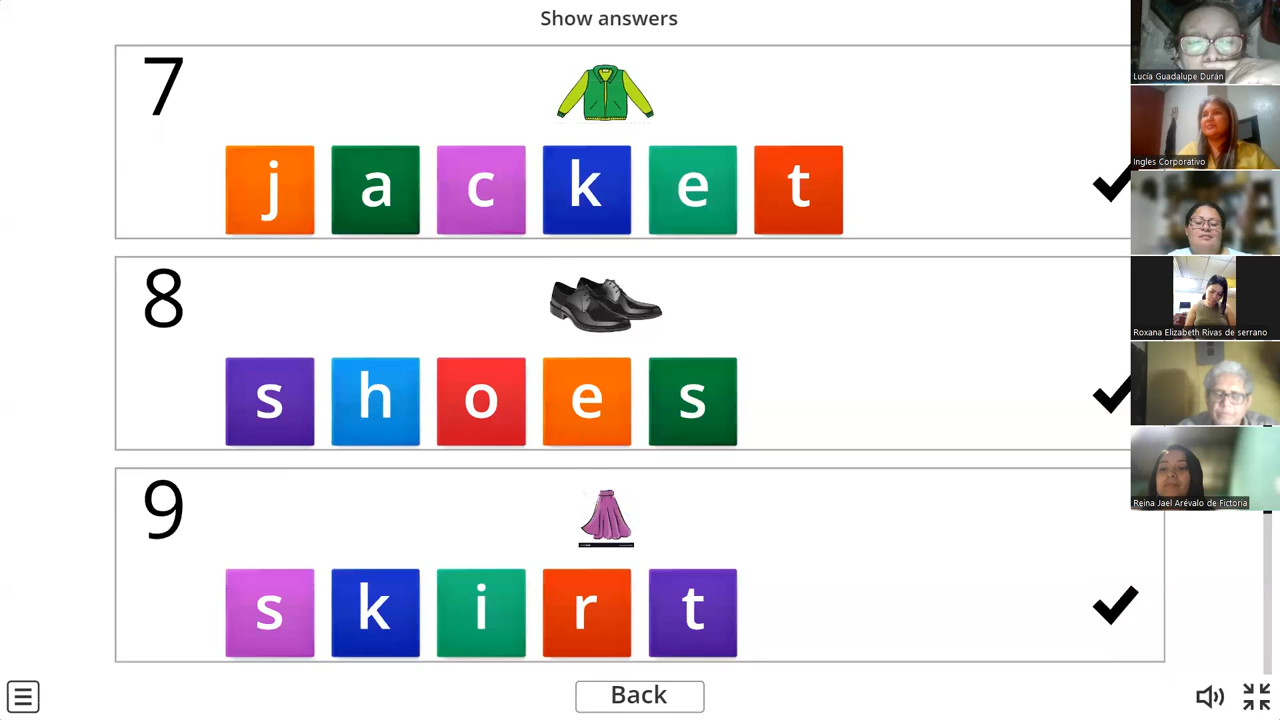 Show answers
7
j a c k e t
8
s h o e s
9
s k i r t
Back
Lucía Guadalupe Durán
Ingles Corporativo
Roxana Elizabeth Rivas de serrano
Reina Jael Arévalo de Fictoria